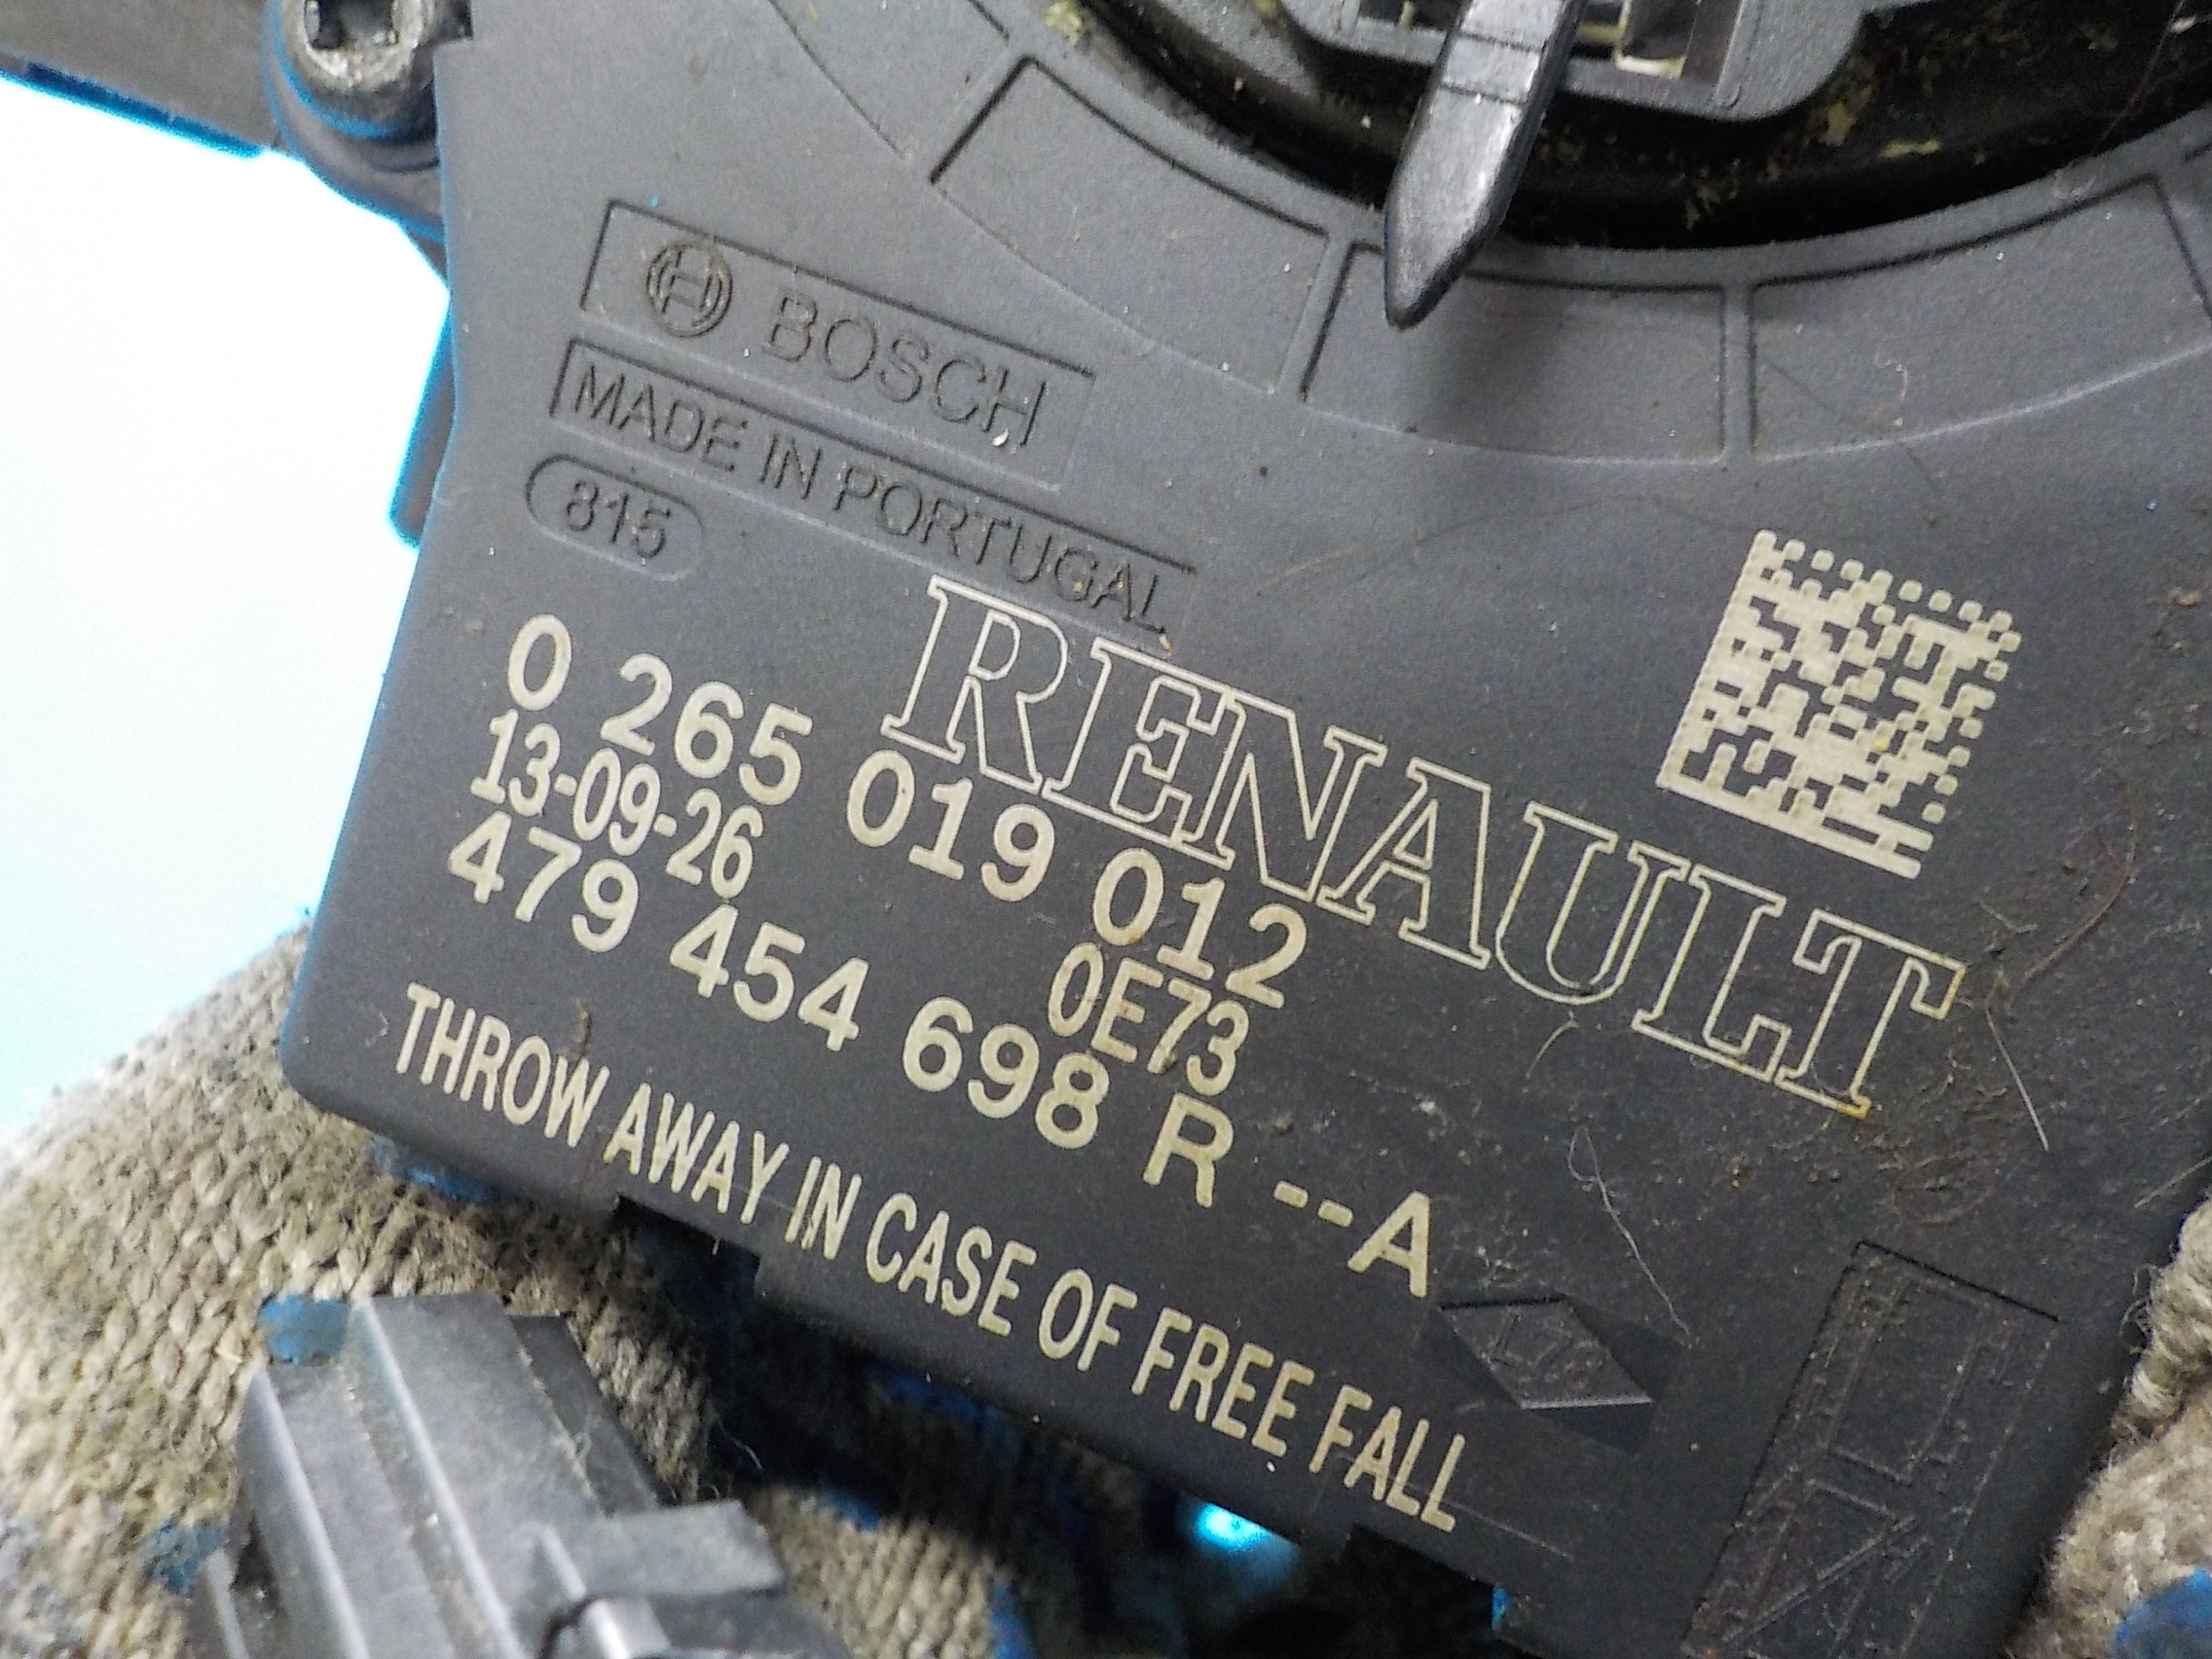 BOSCH
MADE IN PORTUGAL
815
RENAULT
0 265 019 012
13-09-26 0E73
479 454 698 R --A
THROW AWAY IN CASE OF FREE FALL